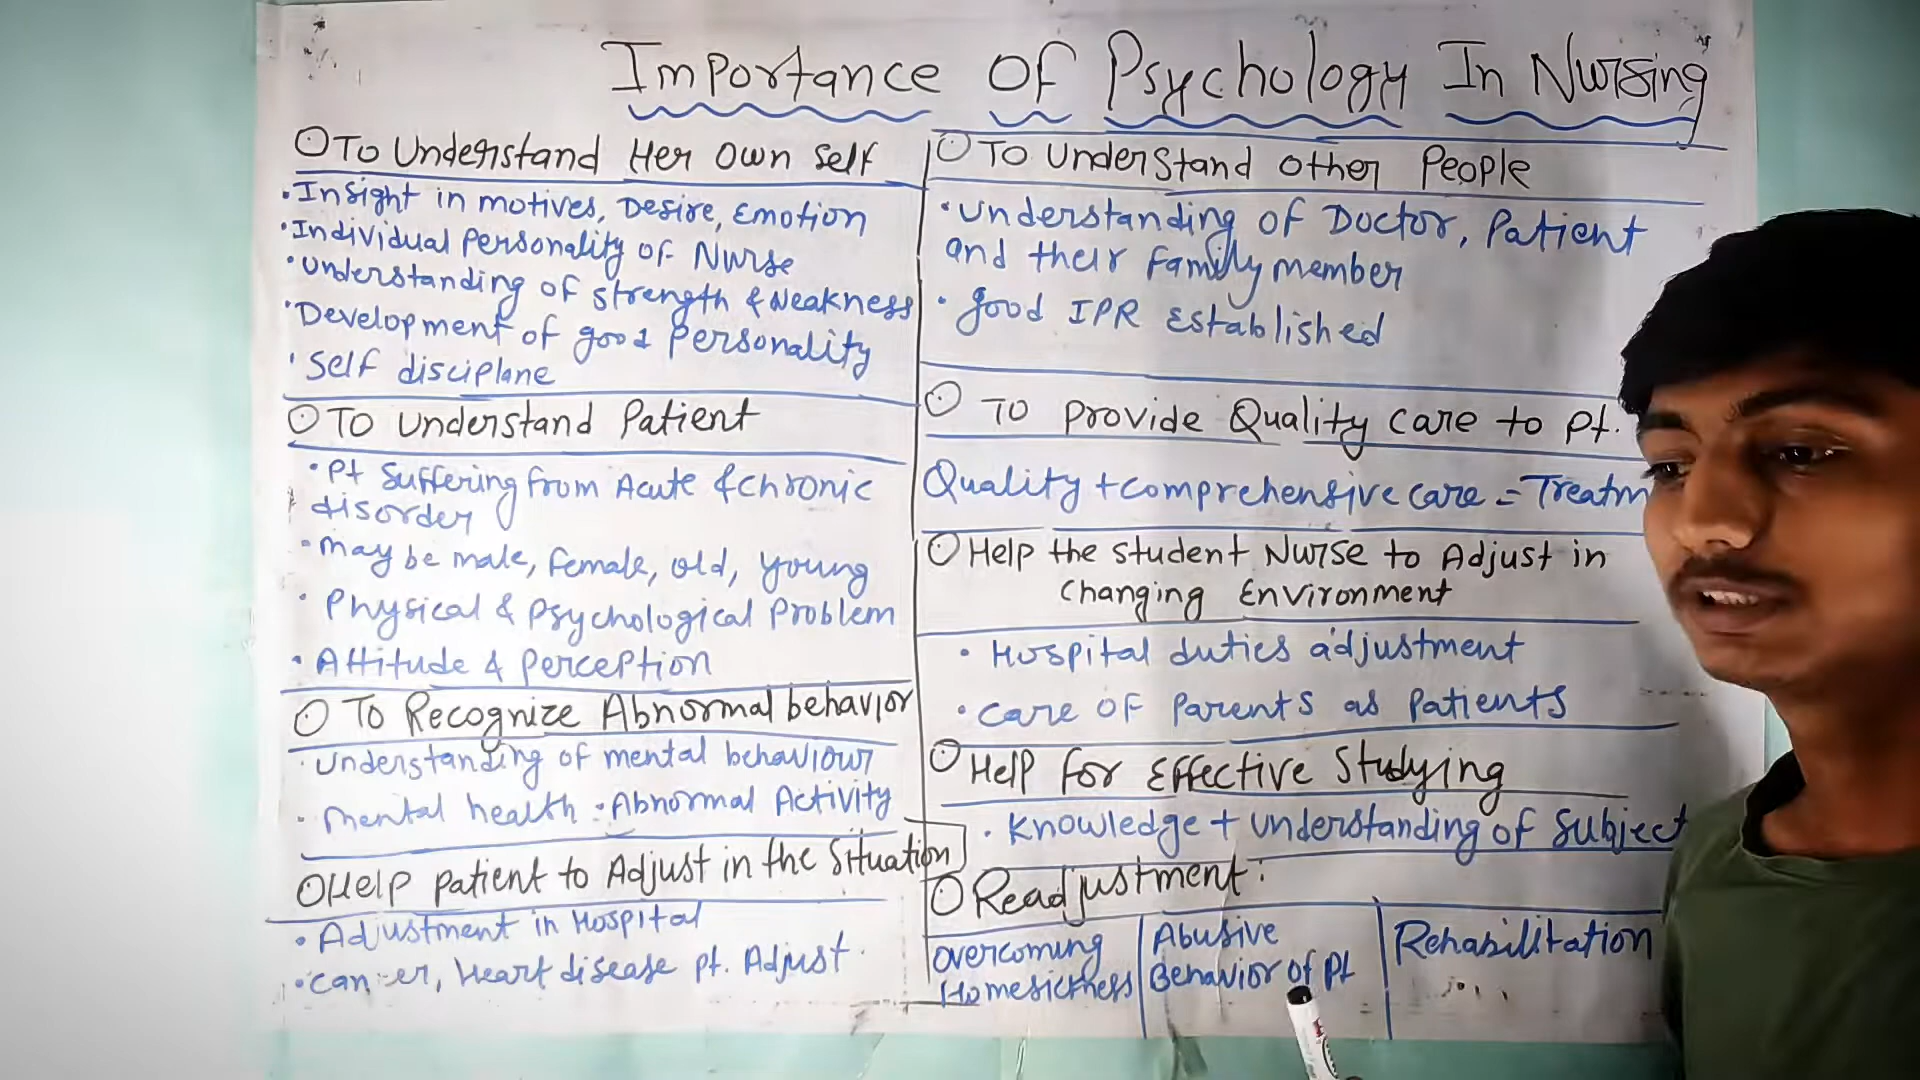 Importance Of Psychology In Nursing
To Understand Her Own Self
• Insight in motives, Desire, Emotion
• Individual Personality of Nurse
• Understanding of strength & Weakness
• Development of good Personality
• Self disciplane
To Understand Patient
• Pt Suffering from Acute & chronic
disorder
• May be male, female, old, young
• Physical & Psychological Problem
• Attitude & Perception
To Recognize Abnormal behavior
• Understanding of mental behaviour
• Mental health : Abnormal Activity
Help patient to Adjust in the Situation
• Adjustment in Hospital
• Cancer, Heart disease pt. Adjust.
To Understand other People
• Understanding of Doctor, Patient
and their family member
• good IPR Established
To Provide Quality care to pt.
Quality + comprehensive care = Treatm
Help the student Nurse to Adjust in
Changing Environment
• Hospital duties adjustment
• Care of Parents as Patients
Help for Effective Studying
• Knowledge + understanding of Subject
Readjustment:
Overcoming
Homesickness
Abusive
Behavior of Pt
Rehabilitation